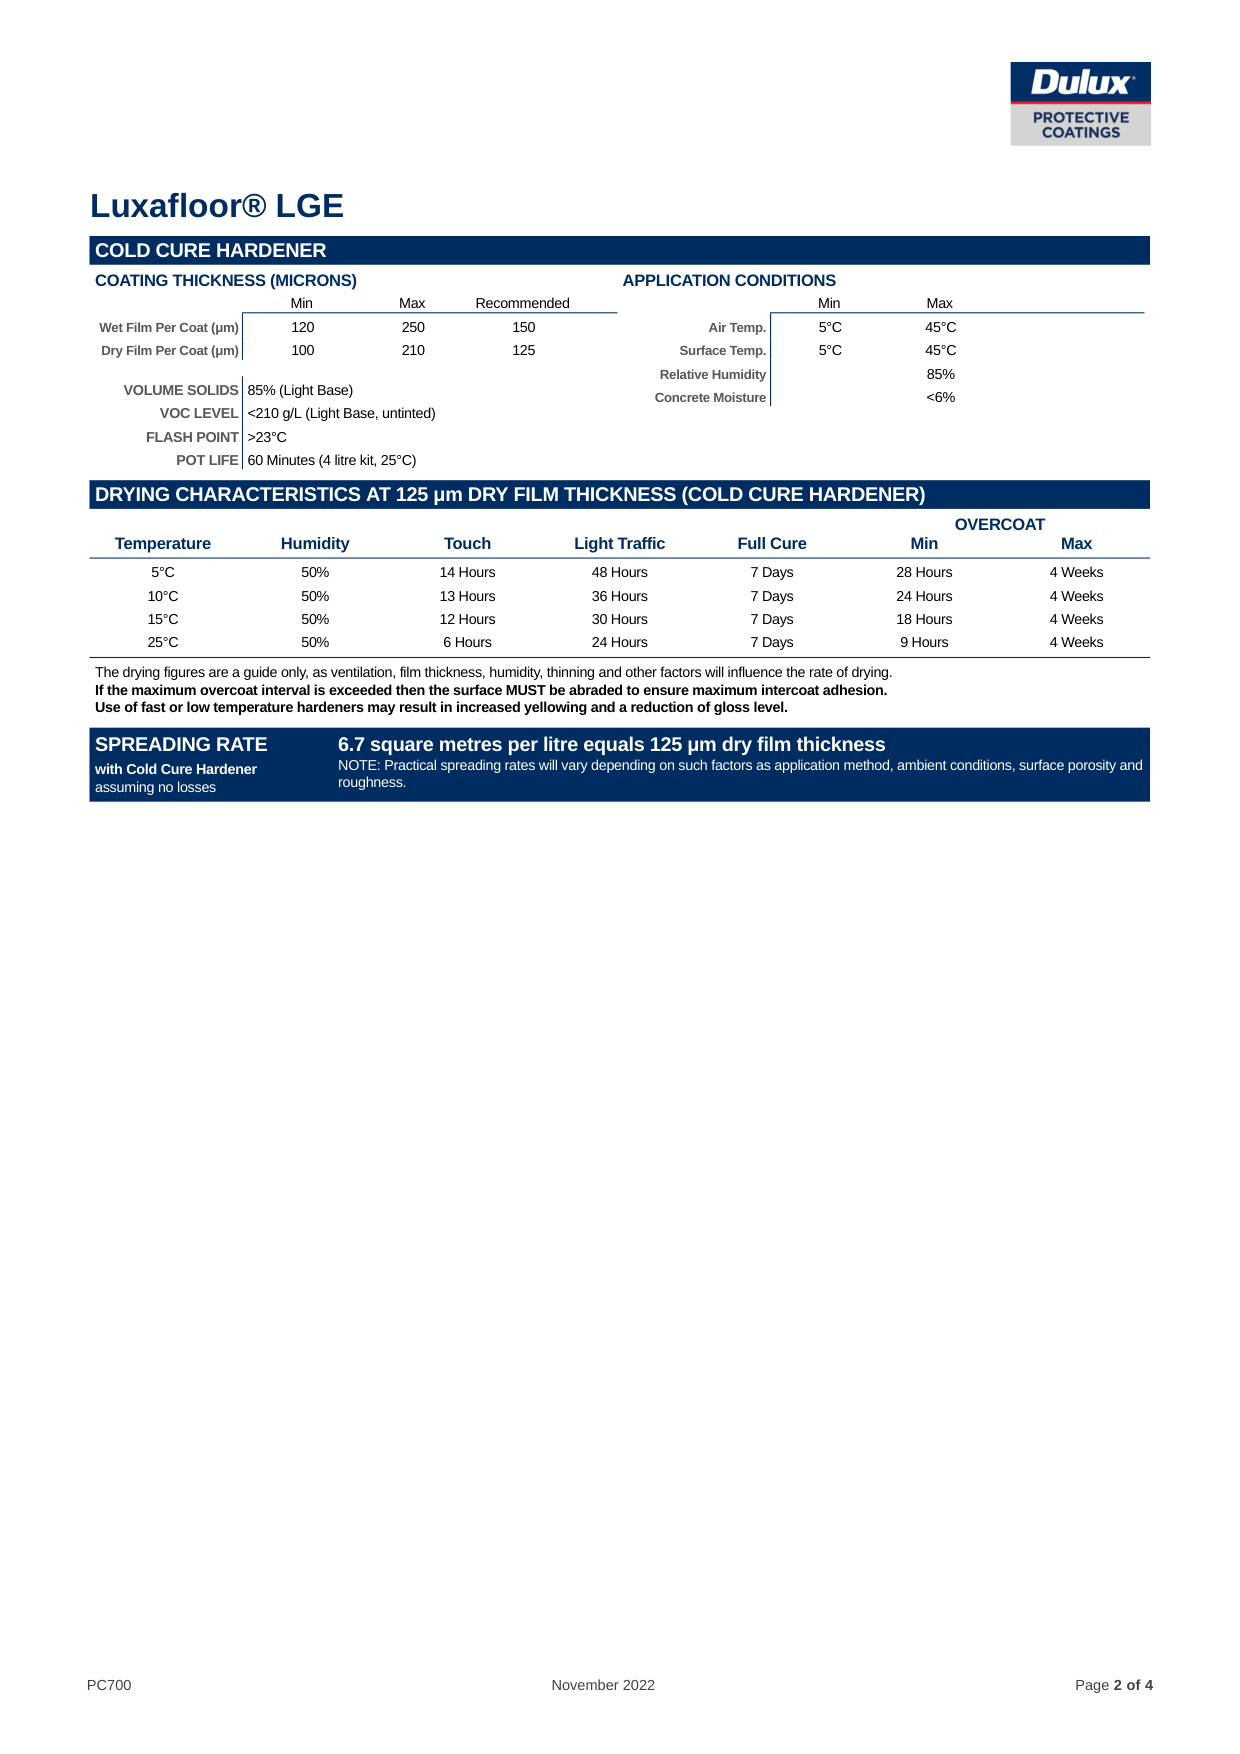 Dulux
PROTECTIVE
COATINGS
Luxafloor® LGE
COLD CURE HARDENER
COATING THICKNESS (MICRONS)
Min Max Recommended
Wet Film Per Coat (µm) 120 250 150
Dry Film Per Coat (µm) 100 210 125
VOLUME SOLIDS 85% (Light Base)
VOC LEVEL <210 g/L (Light Base, untinted)
FLASH POINT >23°C
POT LIFE 60 Minutes (4 litre kit, 25°C)
APPLICATION CONDITIONS
Min Max
Air Temp. 5°C 45°C
Surface Temp. 5°C 45°C
Relative Humidity 85%
Concrete Moisture <6%
DRYING CHARACTERISTICS AT 125 µm DRY FILM THICKNESS (COLD CURE HARDENER)
OVERCOAT
Temperature Humidity Touch Light Traffic Full Cure Min Max
5°C 50% 14 Hours 48 Hours 7 Days 28 Hours 4 Weeks
10°C 50% 13 Hours 36 Hours 7 Days 24 Hours 4 Weeks
15°C 50% 12 Hours 30 Hours 7 Days 18 Hours 4 Weeks
25°C 50% 6 Hours 24 Hours 7 Days 9 Hours 4 Weeks
The drying figures are a guide only, as ventilation, film thickness, humidity, thinning and other factors will influence the rate of drying.
If the maximum overcoat interval is exceeded then the surface MUST be abraded to ensure maximum intercoat adhesion.
Use of fast or low temperature hardeners may result in increased yellowing and a reduction of gloss level.
SPREADING RATE
with Cold Cure Hardener
assuming no losses
6.7 square metres per litre equals 125 µm dry film thickness
NOTE: Practical spreading rates will vary depending on such factors as application method, ambient conditions, surface porosity and
roughness.
PC700 November 2022 Page 2 of 4